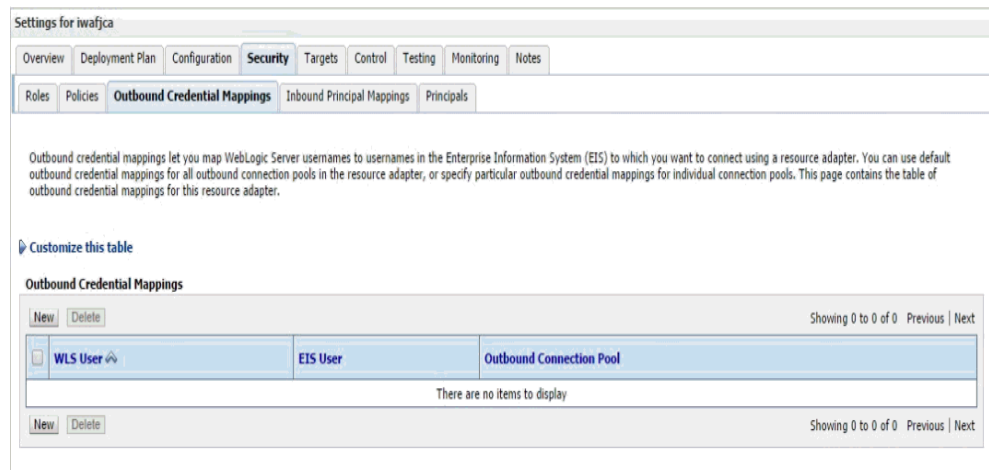 Settings for iwafjca
Overview Deployment Plan Configuration Security Targets Control Testing Monitoring Notes
Roles Policies Outbound Credential Mappings Inbound Principal Mappings Principals
Outbound credential mappings let you map WebLogic Server usernames to usernames in the Enterprise Information System (EIS) to which you want to connect using a resource adapter. You can use default
outbound credential mappings for all outbound connection pools in the resource adapter, or specify particular outbound credential mappings for individual connection pools. This page contains the table of
outbound credential mappings for this resource adapter.
Customize this table
Outbound Credential Mappings
New Delete Showing 0 to 0 of 0 Previous | Next
WLS User EIS User Outbound Connection Pool
There are no items to display
New Delete Showing 0 to 0 of 0 Previous | Next